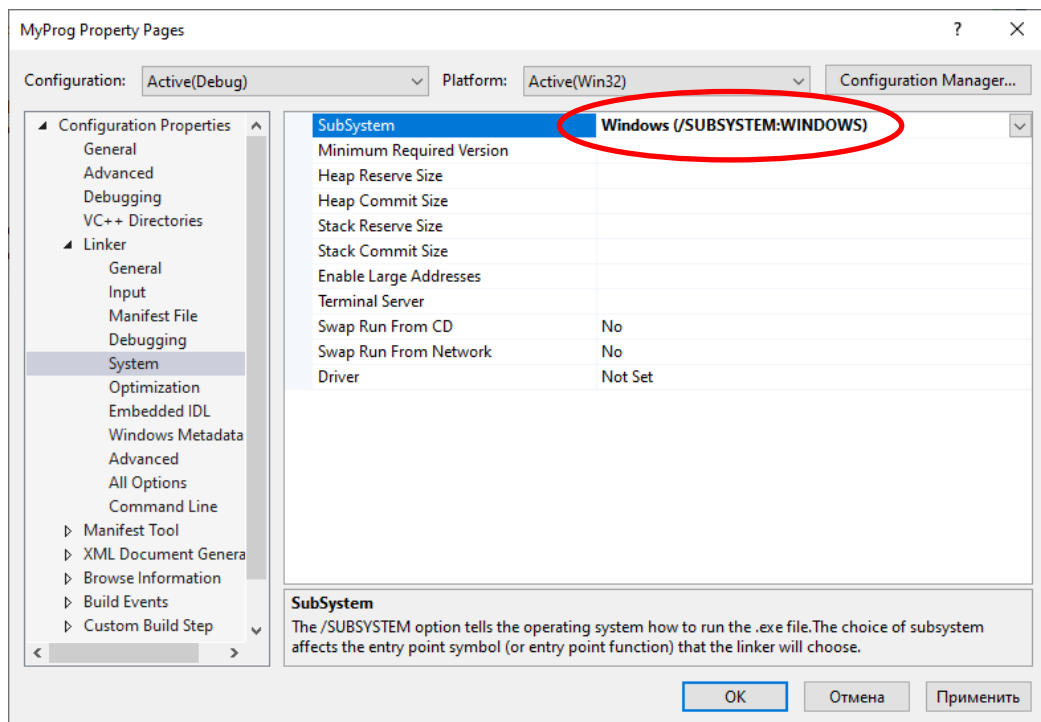 MyProg Property Pages
?
Configuration: Active(Debug) Platform: Active(Win32) Configuration Manager...
Configuration Properties
General
Advanced
Debugging
VC++ Directories
Linker
General
Input
Manifest File
Debugging
System
Optimization
Embedded IDL
Windows Metadata
Advanced
All Options
Command Line
Manifest Tool
XML Document Genera
Browse Information
Build Events
Custom Build Step
SubSystem Windows (/SUBSYSTEM:WINDOWS)
Minimum Required Version
Heap Reserve Size
Heap Commit Size
Stack Reserve Size
Stack Commit Size
Enable Large Addresses
Terminal Server
Swap Run From CD No
Swap Run From Network No
Driver Not Set
SubSystem
The /SUBSYSTEM option tells the operating system how to run the .exe file.The choice of subsystem
affects the entry point symbol (or entry point function) that the linker will choose.
OK Отмена Применить